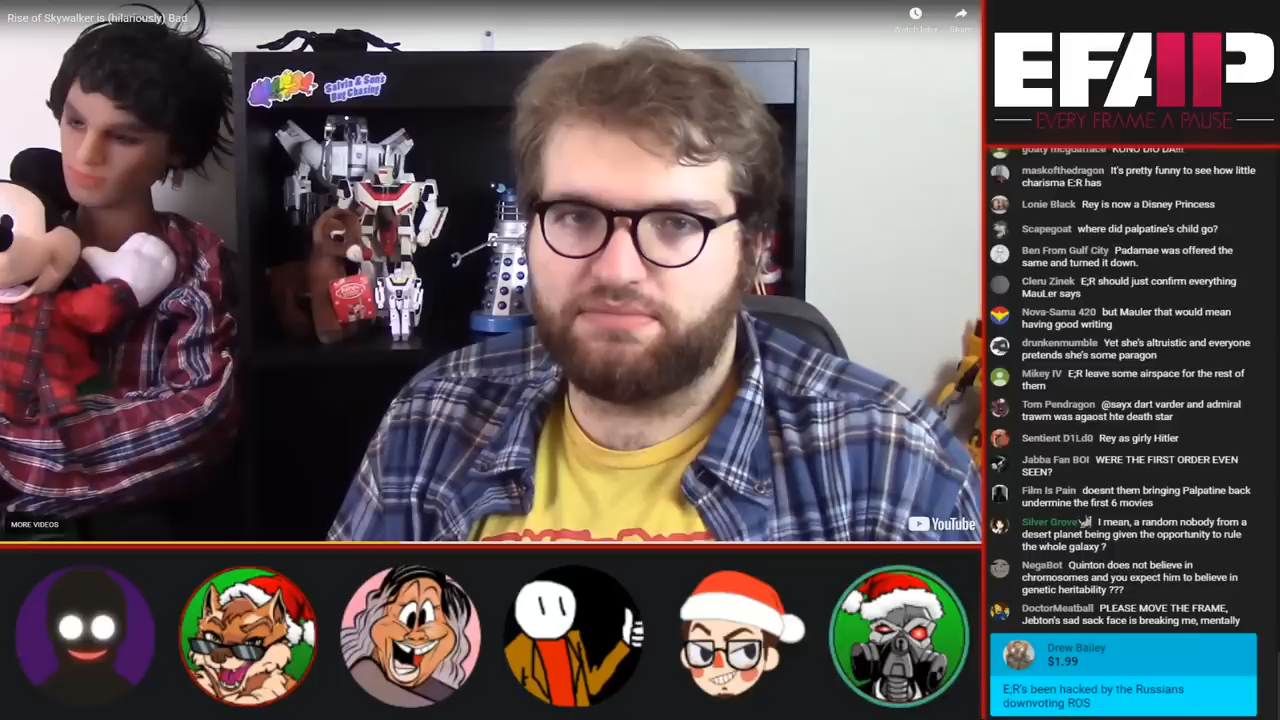 Rise of Skywalker is (hilariously) Bad
Watch later
Share
Salvia & Son's
Bug Chasing
MORE VIDEOS
YouTube
EFAP
EVERY FRAME A PAUSE
goaty mcgoatface KONO DIO DA!!!
maskofthedragon It's pretty funny to see how little
charisma E;R has
Lonie Black Rey is now a Disney Princess
Scapegoat where did palpatine's child go?
Ben From Gulf City Padamae was offered the
same and turned it down.
Cleru Zinek E;R should just confirm everything
MauLer says
Nova-Sama 420 but Mauler that would mean
having good writing
drunkenmumble Yet she's altruistic and everyone
pretends she's some paragon
Mikey IV E;R leave some airspace for the rest of
them
Tom Pendragon @sayx dart varder and admiral
trawm was agaost hte death star
Sentient D1Ld0 Rey as girly Hitler
Jabba Fan BOI WERE THE FIRST ORDER EVEN
SEEN?
Film Is Pain doesnt them bringing Palpatine back
undermine the first 6 movies
Silver Grove I mean, a random nobody from a
desert planet being given the opportunity to rule
the whole galaxy ?
NegaBot Quinton does not believe in
chromosomes and you expect him to believe in
genetic heritability ???
DoctorMeatball PLEASE MOVE THE FRAME,
Jebton's sad sack face is breaking me, mentally
Drew Bailey
$1.99
E;R's been hacked by the Russians
downvoting ROS